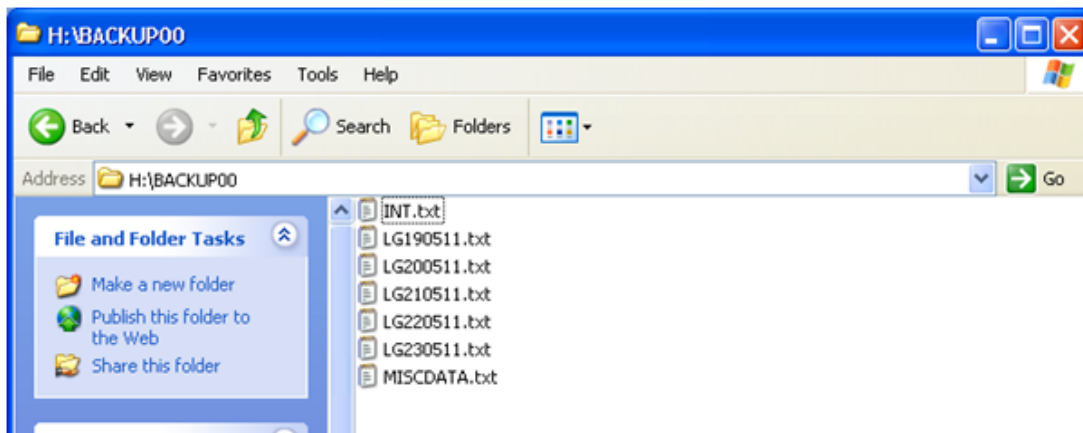 H:\BACKUP00
File Edit View Favorites Tools Help
Back Search Folders
Address H:\BACKUP00 Go
File and Folder Tasks
Make a new folder
Publish this folder to
the Web
Share this folder
INT.txt
LG190511.txt
LG200511.txt
LG210511.txt
LG220511.txt
LG230511.txt
MISCDATA.txt